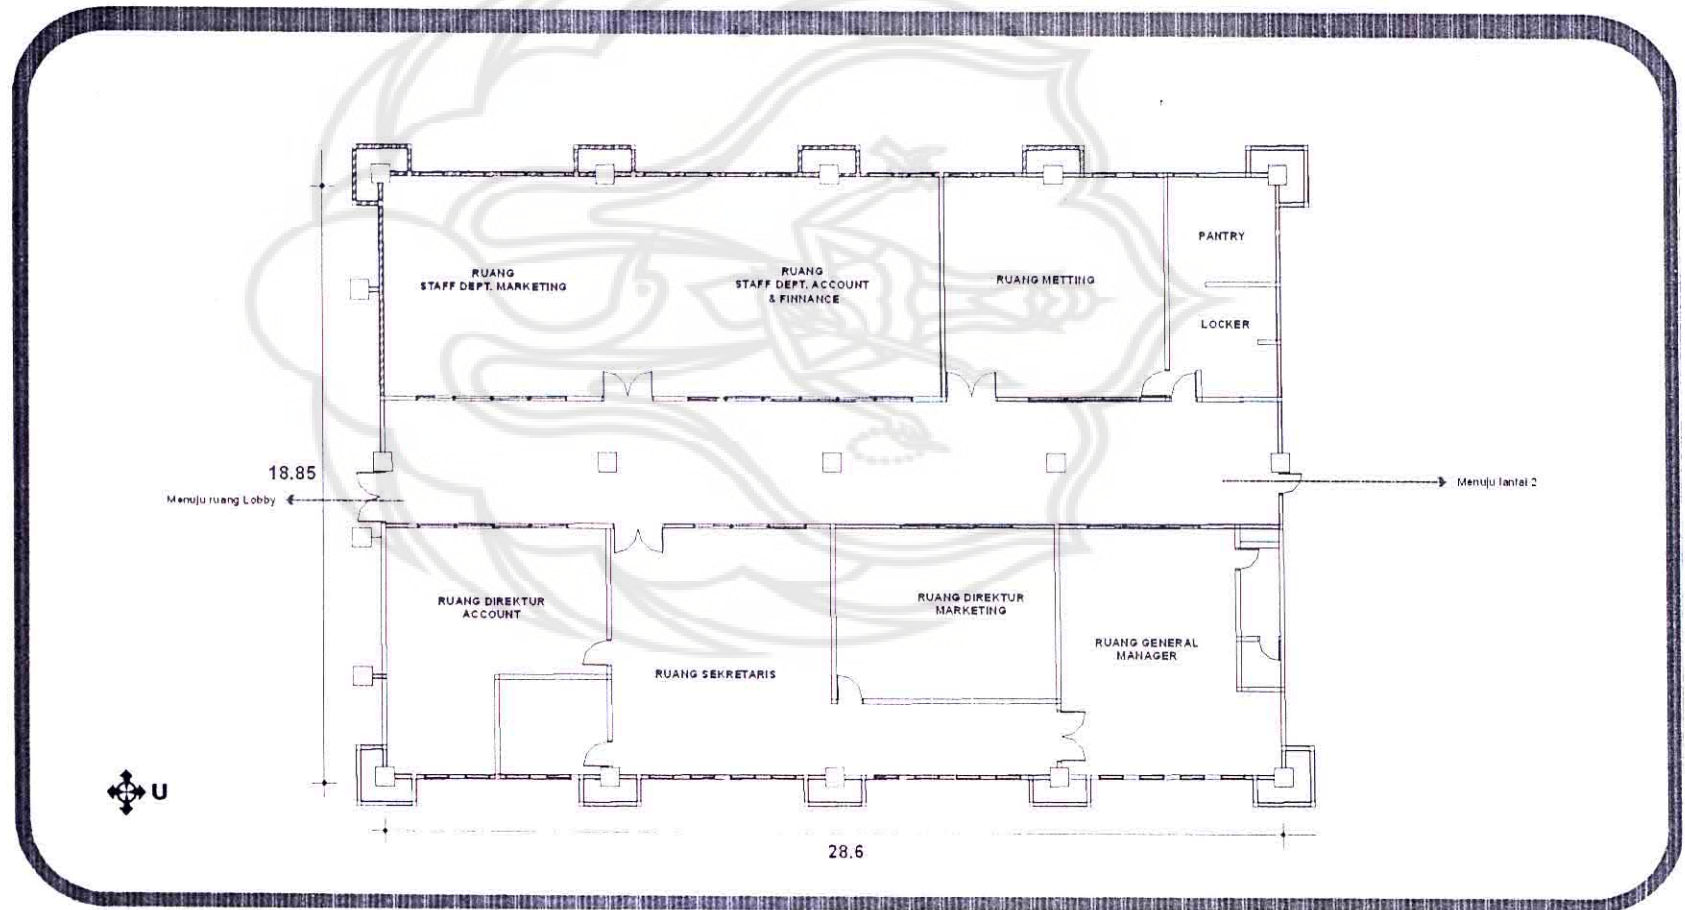 RUANG
STAFF DEPT. MARKETING
RUANG
STAFF DEPT. ACCOUNT
& FINNANCE
RUANG METTING
PANTRY
LOCKER
18.85
Menuju ruang Lobby
Menuju lantai 2
RUANG DIREKTUR
ACCOUNT
RUANG SEKRETARIS
RUANG DIREKTUR
MARKETING
RUANG GENERAL
MANAGER
U
28.6